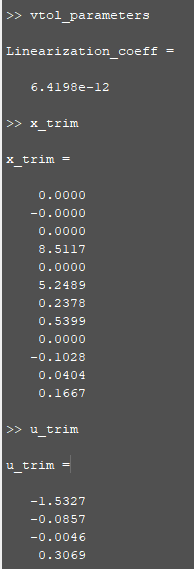 >> vtol_parameters
Linearization_coeff =
6.4198e-12
>> x_trim
x_trim =
0.0000
-0.0000
0.0000
8.5117
0.0000
5.2489
0.2378
0.5399
0.0000
-0.1028
0.0404
0.1667
>> u_trim
u_trim =
-1.5327
-0.0857
-0.0046
0.3069